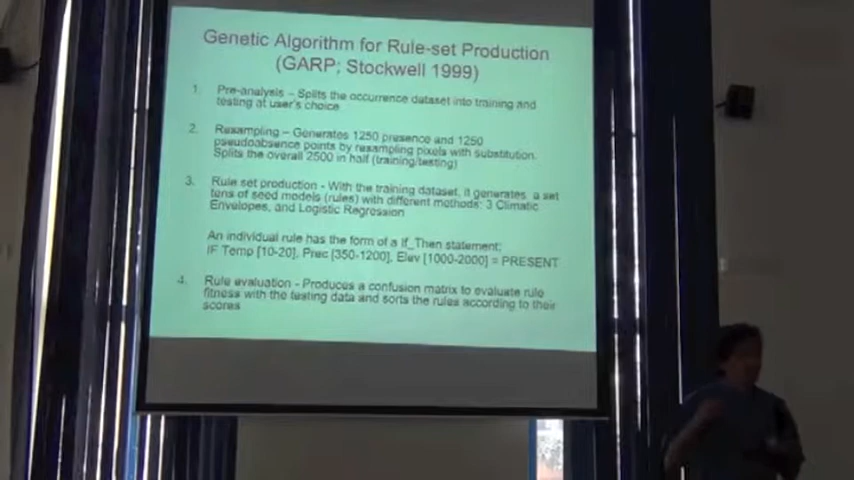 Genetic Algorithm for Rule-set Production
(GARP; Stockwell 1999)
1. Pre-analysis – Splits the occurrence dataset into training and
testing at user's choice
2. Resampling – Generates 1250 presence and 1250
pseudoabsence points by resampling pixels with substitution.
Splits the overall 2500 in half (training/testing)
3. Rule set production - With the training dataset, it generates a set
tens of seed models (rules) with different methods: 3 Climatic
Envelopes, and Logistic Regression
An individual rule has the form of a If_Then statement;
IF Temp [10-20], Prec [350-1200], Elev [1000-2000] = PRESENT
4. Rule evaluation - Produces a confusion matrix to evaluate rule
fitness with the testing data and sorts the rules according to their
scores